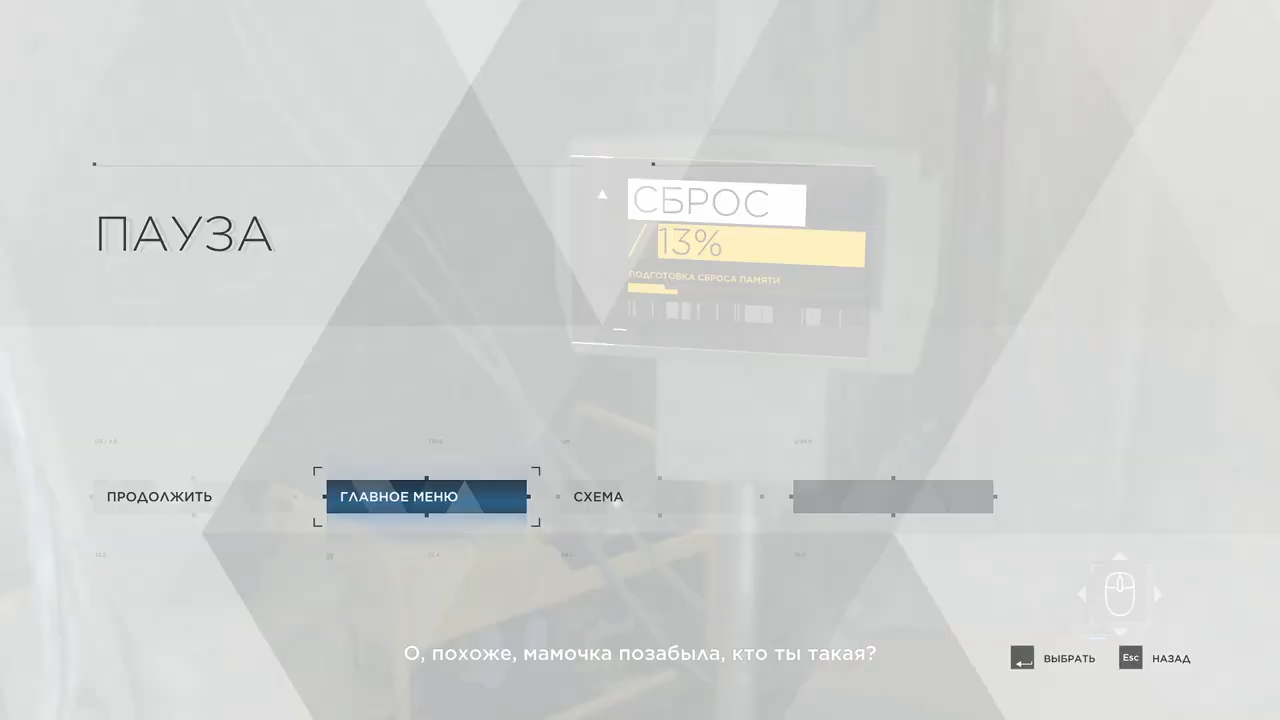 СБРОС
13%
ПОДГОТОВКА СБРОСА ПАМЯТИ
ПАУЗА
ПРОДОЛЖИТЬ
ГЛАВНОЕ МЕНЮ
СХЕМА
О, похоже, мамочка позабыла, кто ты такая?
ВЫБРАТЬ
Esc НАЗАД